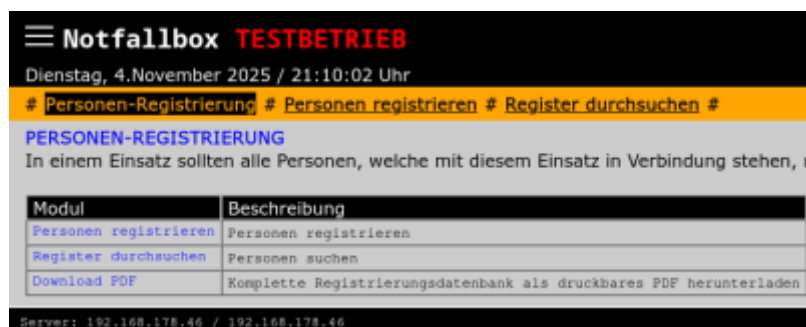 Notfallbox TESTBETRIEB
Dienstag, 4.November 2025 / 21:10:02 Uhr
# Personen-Registrierung # Personen registrieren # Register durchsuchen #
PERSONEN-REGISTRIERUNG
In einem Einsatz sollten alle Personen, welche mit diesem Einsatz in Verbindung stehen,
Modul Beschreibung
Personen registrieren Personen registrieren
Register durchsuchen Personen suchen
Download PDF Komplette Registrierungsdatenbank als druckbares PDF herunterladen
Server: 192.168.178.46 / 192.168.178.46